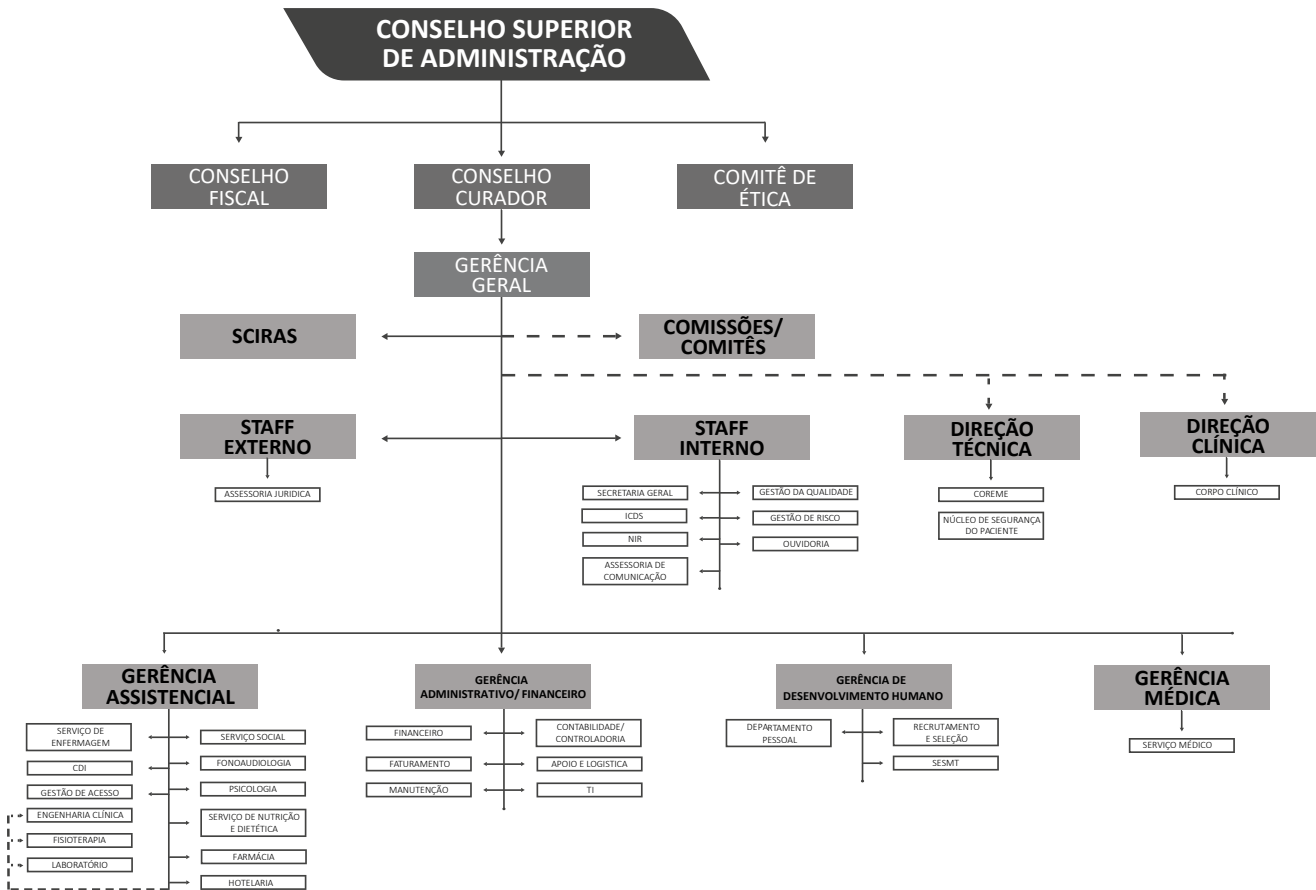 CONSELHO SUPERIOR
DE ADMINISTRAÇÃO
CONSELHO
FISCAL
CONSELHO
CURADOR
COMITÊ DE
ÉTICA
GERÊNCIA
GERAL
SCIRAS
COMISSÕES/
COMITÊS
STAFF
EXTERNO
ASSESSORIA JURIDICA
STAFF
INTERNO
SECRETARIA GERAL
GESTÃO DA QUALIDADE
ICDS
GESTÃO DE RISCO
NIR
OUVIDORIA
ASSESSORIA DE
COMUNICAÇÃO
DIREÇÃO
TÉCNICA
COREME
NÚCLEO DE SEGURANÇA
DO PACIENTE
DIREÇÃO
CLÍNICA
CORPO CLÍNICO
GERÊNCIA
ASSISTENCIAL
SERVIÇO DE
ENFERMAGEM
SERVIÇO SOCIAL
CDI
FONOAUDIOLOGIA
GESTÃO DE ACESSO
PSICOLOGIA
ENGENHARIA CLÍNICA
SERVIÇO DE NUTRIÇÃO
E DIETÉTICA
FISIOTERAPIA
FARMÁCIA
LABORATÓRIO
HOTELARIA
GERÊNCIA
ADMINISTRATIVO/ FINANCEIRO
FINANCEIRO
CONTABILIDADE/
CONTROLADORIA
FATURAMENTO
APOIO E LOGISTICA
MANUTENÇÃO
TI
GERÊNCIA DE
DESENVOLVIMENTO HUMANO
DEPARTAMENTO
PESSOAL
RECRUTAMENTO
E SELEÇÃO
SESMT
GERÊNCIA
MÉDICA
SERVIÇO MÉDICO